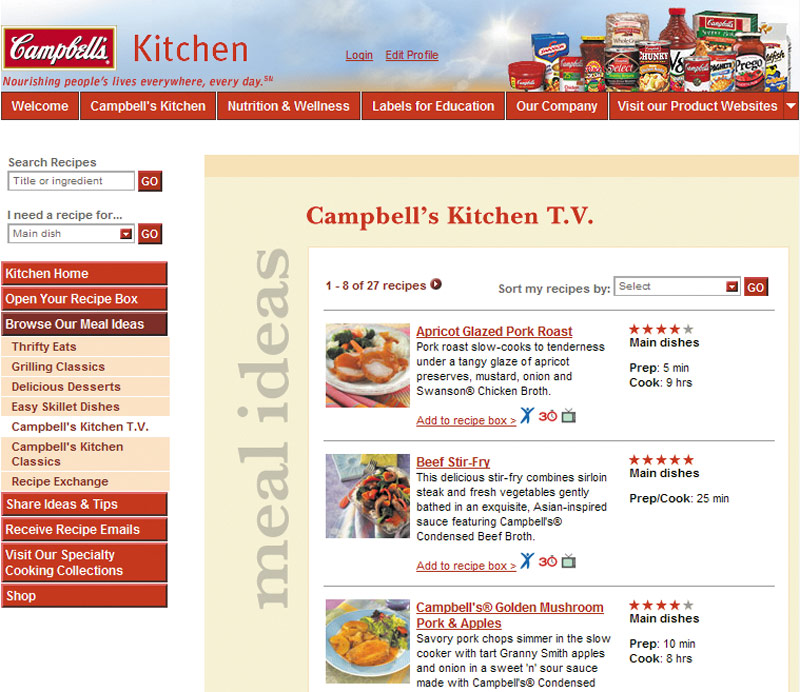 Campbell's
Kitchen
Login Edit Profile
Nourishing people's lives everywhere, every day.SM
Welcome
Campbell's Kitchen
Nutrition & Wellness
Labels for Education
Our Company
Visit our Product Websites
Search Recipes
Title or ingredient GO
I need a recipe for...
Main dish GO
Kitchen Home
Open Your Recipe Box
Browse Our Meal Ideas
Thrifty Eats
Grilling Classics
Delicious Desserts
Easy Skillet Dishes
Campbell's Kitchen T.V.
Campbell's Kitchen
Classics
Recipe Exchange
Share Ideas & Tips
Receive Recipe Emails
Visit Our Specialty
Cooking Collections
Shop
meal ideas
Campbell's Kitchen T.V.
1 - 8 of 27 recipes
Sort my recipes by: Select GO
Apricot Glazed Pork Roast
Pork roast slow-cooks to tenderness
under a tangy glaze of apricot
preserves, mustard, onion and
Swanson® Chicken Broth.
Add to recipe box > 30
Main dishes
Prep: 5 min
Cook: 9 hrs
Beef Stir-Fry
This delicious stir-fry combines sirloin
steak and fresh vegetables gently
bathed in an exquisite, Asian-inspired
sauce featuring Campbell's®
Condensed Beef Broth.
Add to recipe box > 30
Main dishes
Prep/Cook: 25 min
Campbell's® Golden Mushroom
Pork & Apples
Savory pork chops simmer in the slow
cooker with tart Granny Smith apples
and onion in a sweet 'n' sour sauce
made with Campbell's® Condensed
Main dishes
Prep: 10 min
Cook: 8 hrs
Select
CHUNKY
V8
Prego